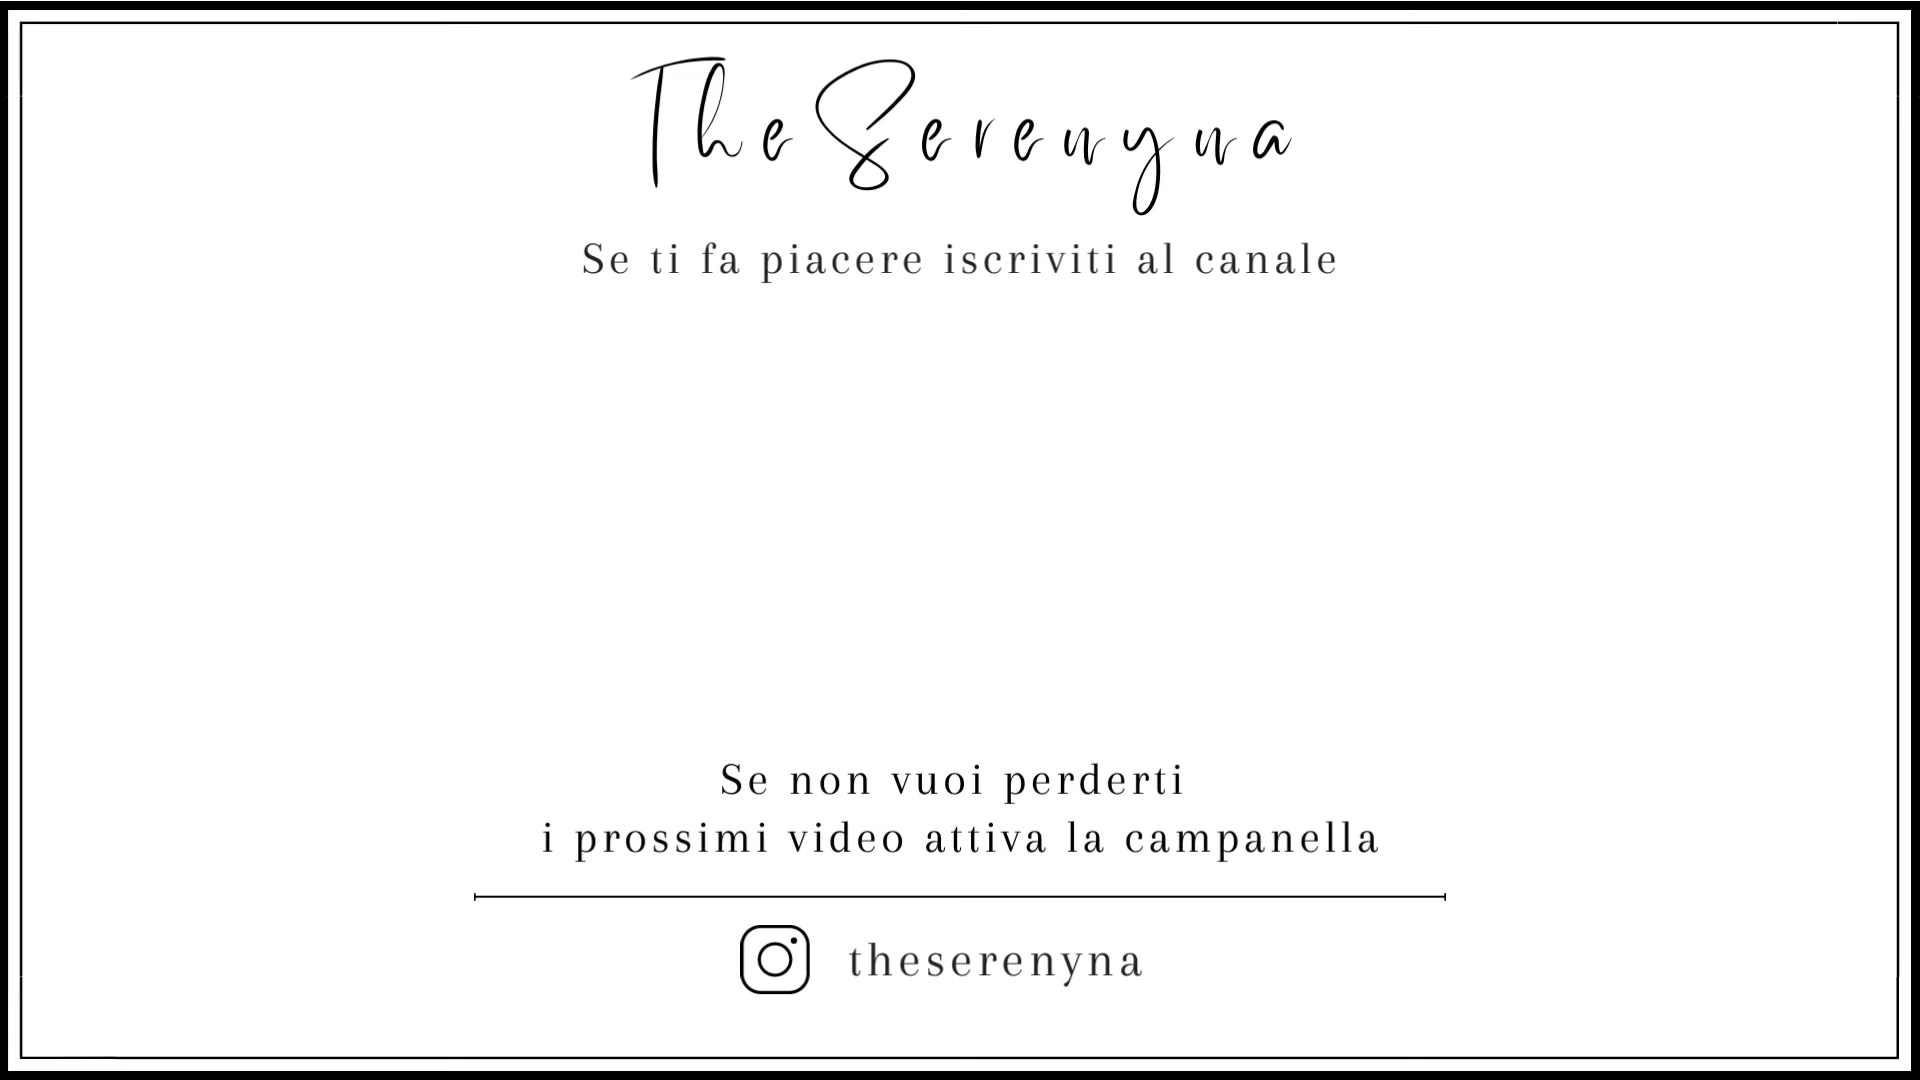 TheSerenyna
Se ti fa piacere iscriviti al canale
Se non vuoi perderti
i prossimi video attiva la campanella
theserenyna